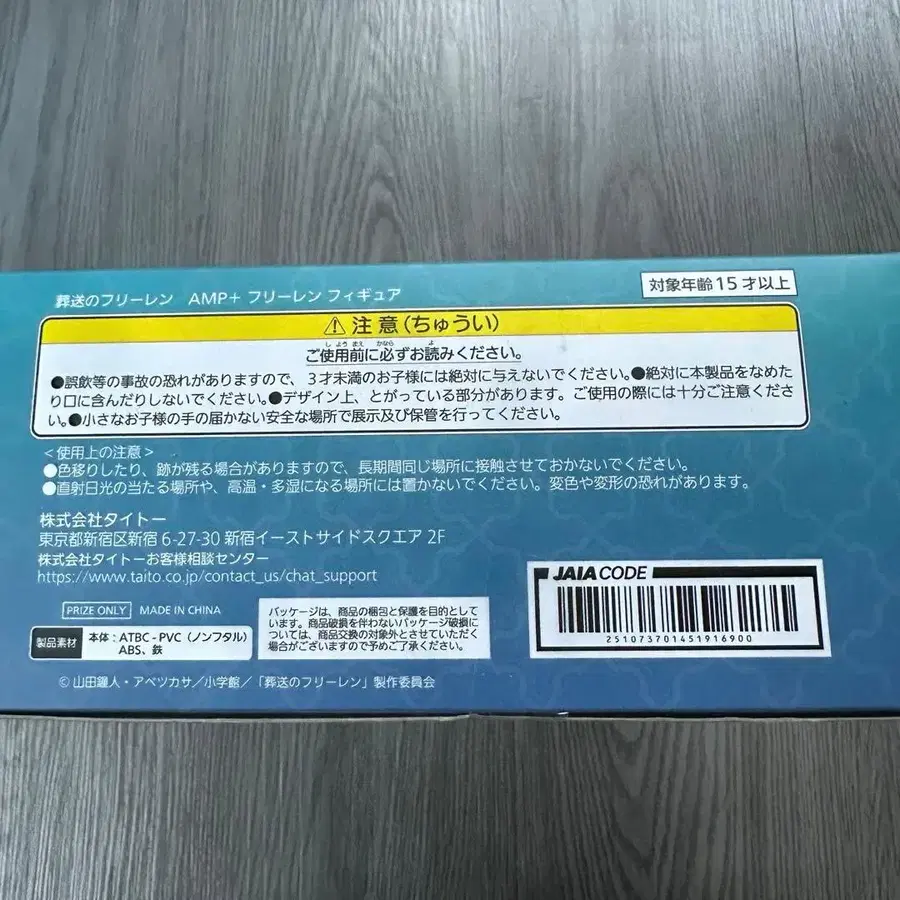 葬送のフリーレン AMP+ フリーレン フィギュア
対象年齢15才以上
⚠注意(ちゅうい)
しようまえ かなら よ
ご使用前に必ずお読みください。
●誤飲等の事故の恐れがありますので、3才未満のお子様には絶対に与えないでください。●絶対に本製品をなめた
り口に含んだりしないでください。●デザイン上、とがっている部分があります。ご使用の際には十分ご注意くださ
い。●小さなお子様の手の届かない安全な場所で展示及び保管を行ってください。
<使用上の注意>
●色移りしたり、跡が残る場合がありますので、長期間同じ場所に接触させておかないでください。
●直射日光の当たる場所や、高温・多湿になる場所には置かないでください。変色や変形の恐れがあります。
株式会社タイトー
東京都新宿区新宿 6-27-30 新宿イーストサイドスクエア 2F
株式会社タイトーお客様相談センター
https://www.taito.co.jp/contact_us/chat_support
PRIZE ONLY MADE IN CHINA
製品素材 本体:ATBC-PVC(ノンフタル)
ABS、鉄
パッケージは、商品の梱包と保護を目的として
います。商品破損を伴わないパッケージ破損
については、商品交換の対象外とさせていただく
場合がございますので予めご了承ください。
JAIA CODE
251073701451916900
©山田鐘人・アベツカサ/小学館/「葬送のフリーレン」製作委員会